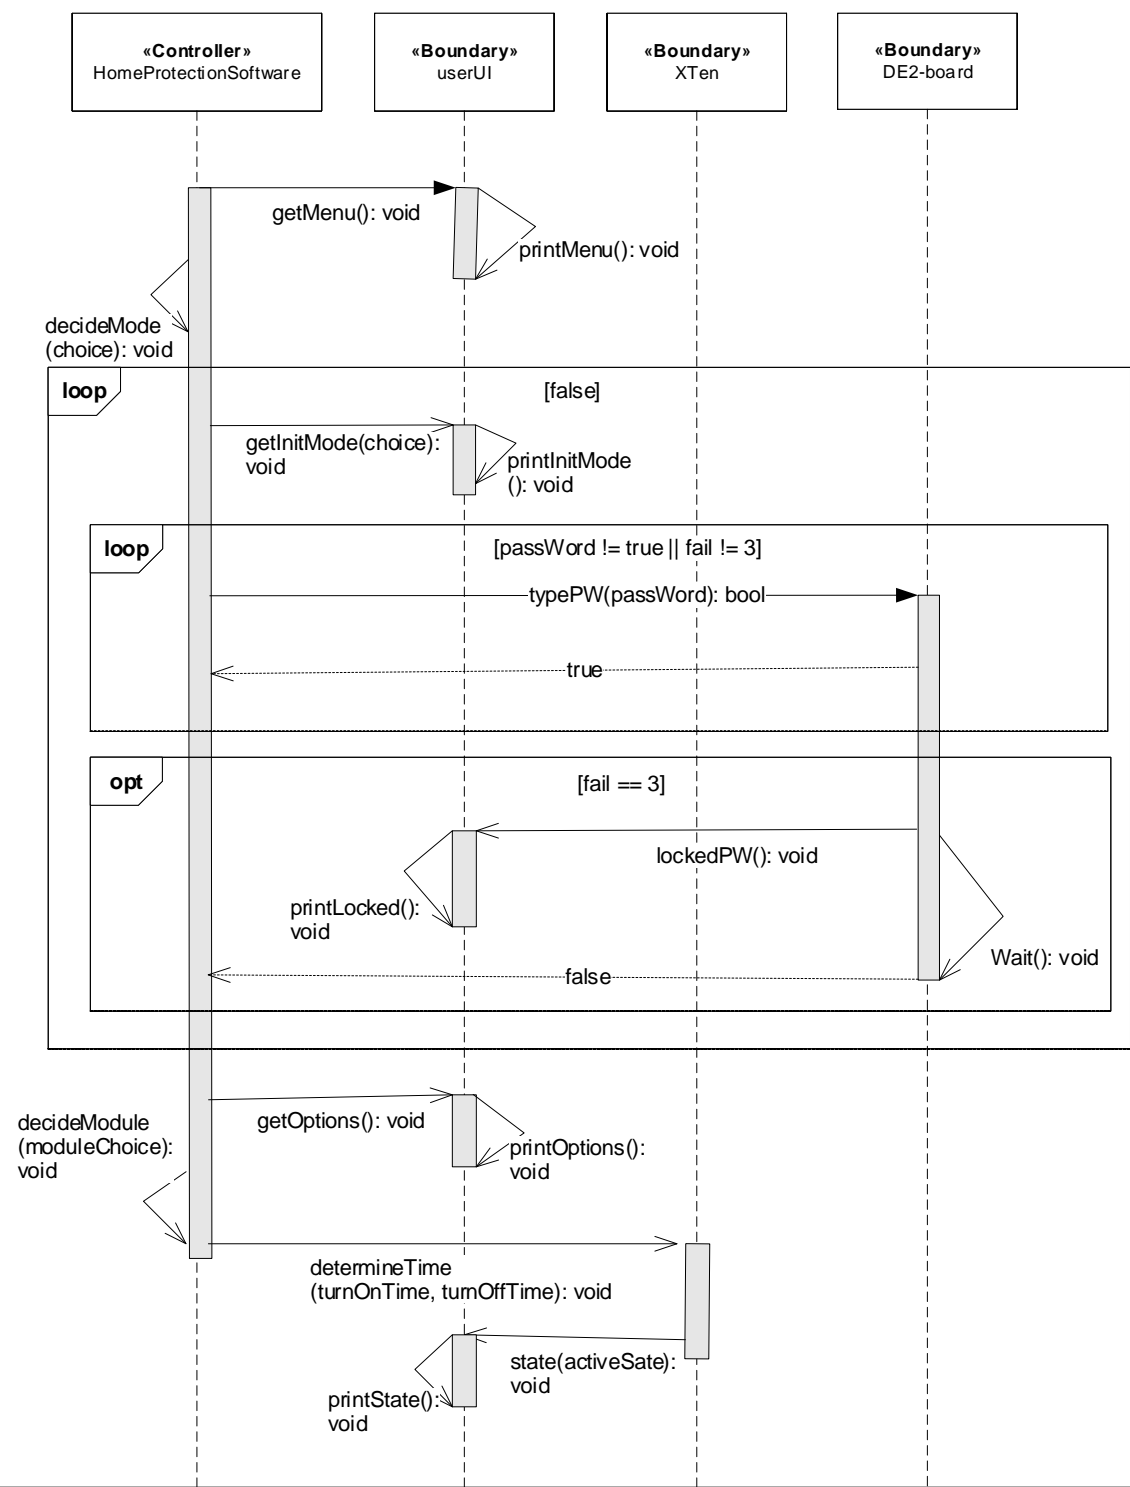 «Controller»
HomeProtectionSoftware
«Boundary»
userUI
«Boundary»
XTen
«Boundary»
DE2-board
getMenu(): void
printMenu(): void
decideMode
(choice): void
loop
[false]
getInitMode(choice):
void
printInitMode
(): void
loop
[passWord != true || fail != 3]
typePW(passWord): bool
true
opt
[fail == 3]
lockedPW(): void
printLocked():
void
Wait(): void
false
decideModule
(moduleChoice):
void
getOptions(): void
printOptions():
void
determineTime
(turnOnTime, turnOffTime): void
state(activeSate):
void
printState():
void